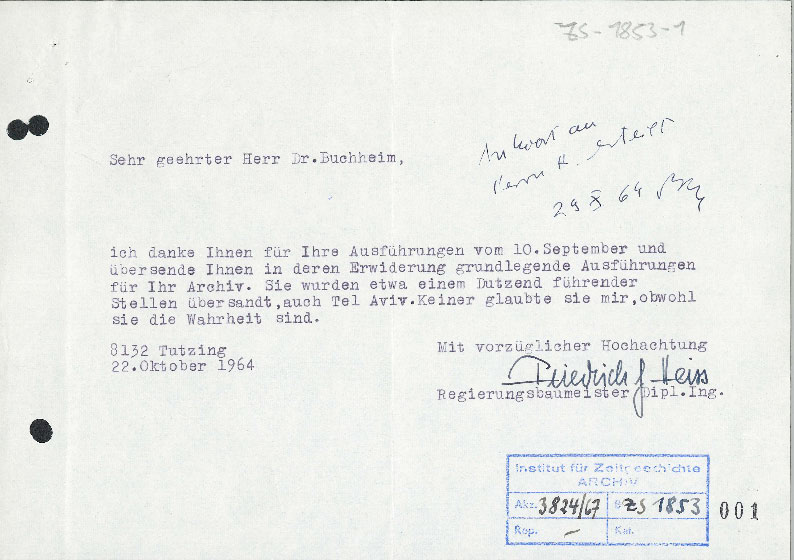 ZS-1853-1
Sehr geehrter Herr Dr.Buchheim,
Antwort an
Herrn H. erteilt
29 X 64
ich danke Ihnen für Ihre Ausführungen vom 10.September und
übersende Ihnen in deren Erwiderung grundlegende Ausführungen
für Ihr Archiv. Sie wurden etwa einem Dutzend führender
Stellen übersandt,auch Tel Aviv.Keiner glaubte sie mir,obwohl
sie die Wahrheit sind.
8132 Tutzing
22.Oktober 1964
Mit vorzüglicher Hochachtung
Friedrich J Heiss
Regierungsbaumeister Dipl.Ing.
Institut für Zeitgeschichte
ARCHIV
Akz. 3824/67 ZS 1853
Rep. — Kat.
001